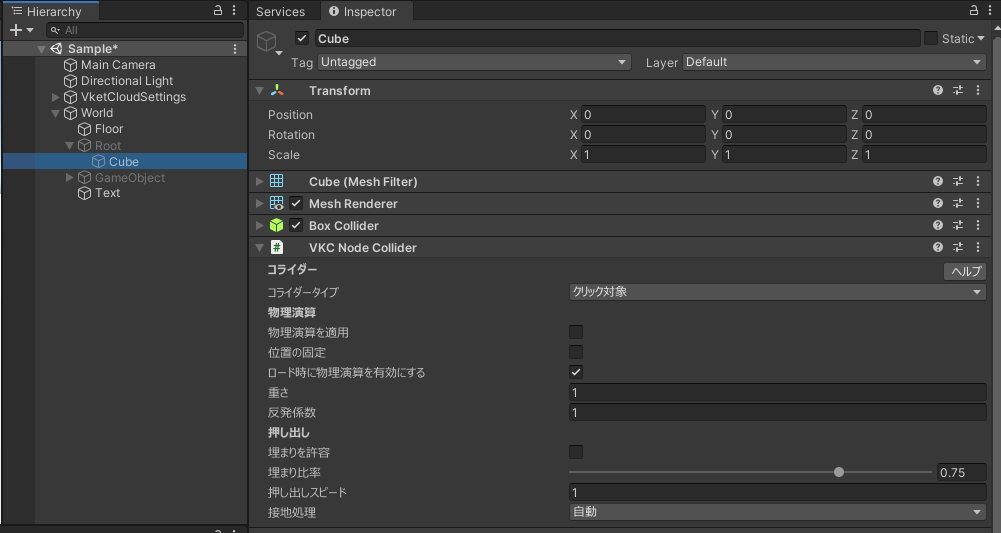 Hierarchy
All
Sample*
Main Camera
Directional Light
VketCloudSettings
World
Floor
Root
Cube
GameObject
Text
Services Inspector
Cube Static
Tag Untagged Layer Default
Transform
Position X 0 Y 0 Z 0
Rotation X 0 Y 0 Z 0
Scale X 1 Y 1 Z 1
Cube (Mesh Filter)
Mesh Renderer
Box Collider
# VKC Node Collider
コライダー ヘルプ
コライダータイプ クリック対象
物理演算
物理演算を適用
位置の固定
ロード時に物理演算を有効にする
重さ 1
反発係数 1
押し出し
埋まりを許容
埋まり比率 0.75
押し出しスピード 1
接地処理 自動